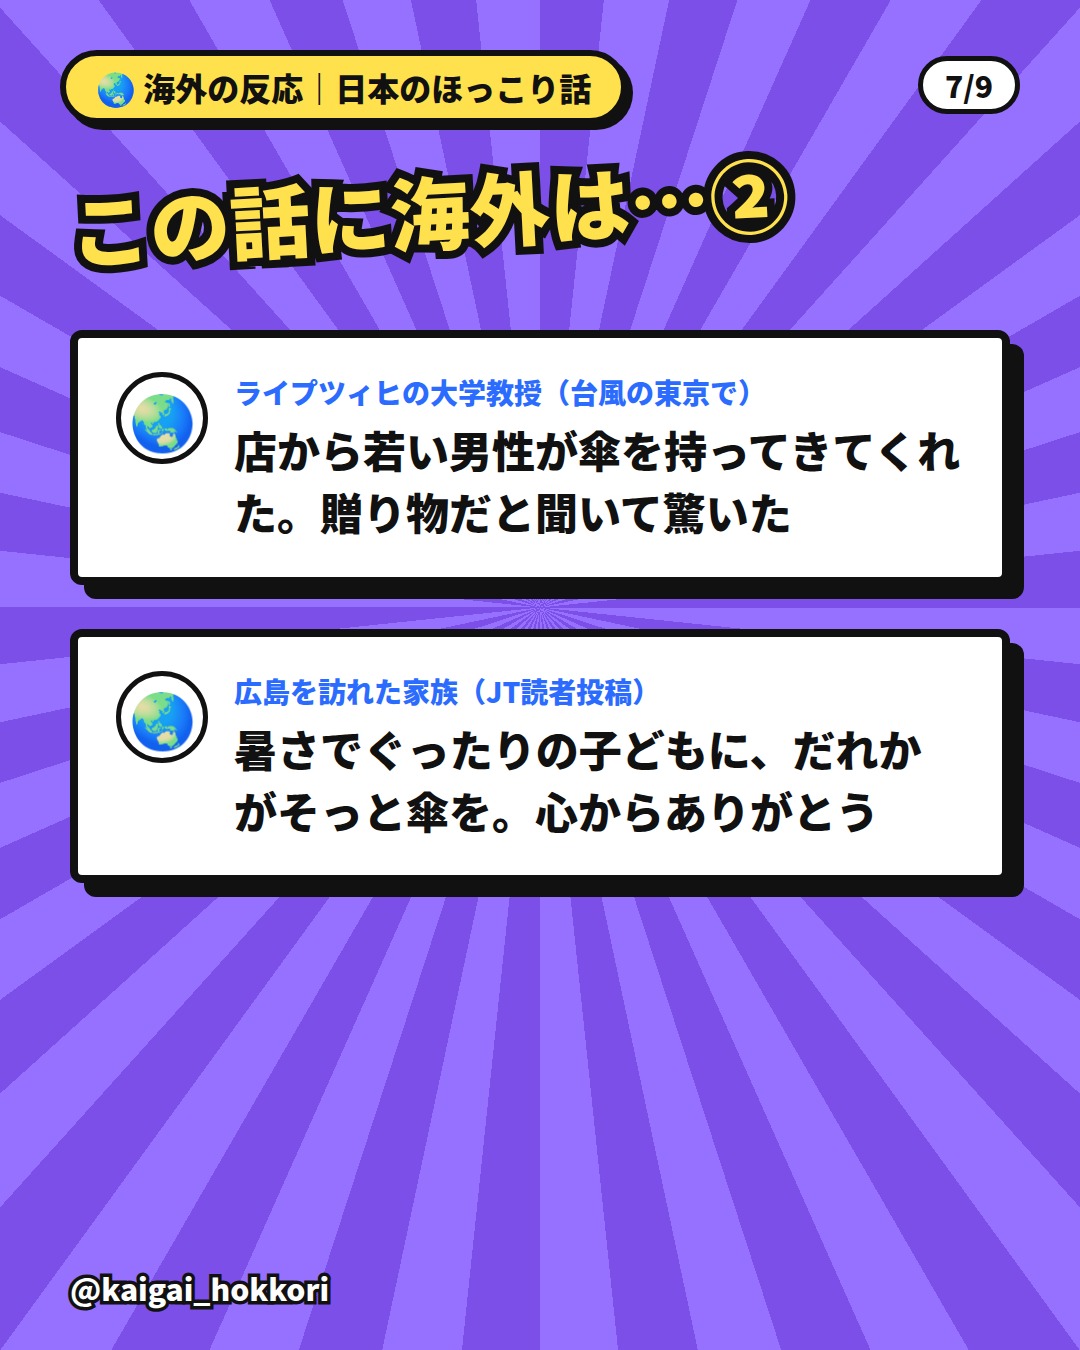 海外の反応｜日本のほっこり話
7/9
この話に海外は…②
ライプツィヒの大学教授（台風の東京で）
店から若い男性が傘を持ってきてくれ
た。贈り物だと聞いて驚いた
広島を訪れた家族（JT読者投稿）
暑さでぐったりの子どもに、だれか
がそっと傘を。心からありがとう
@kaigai_hokkori